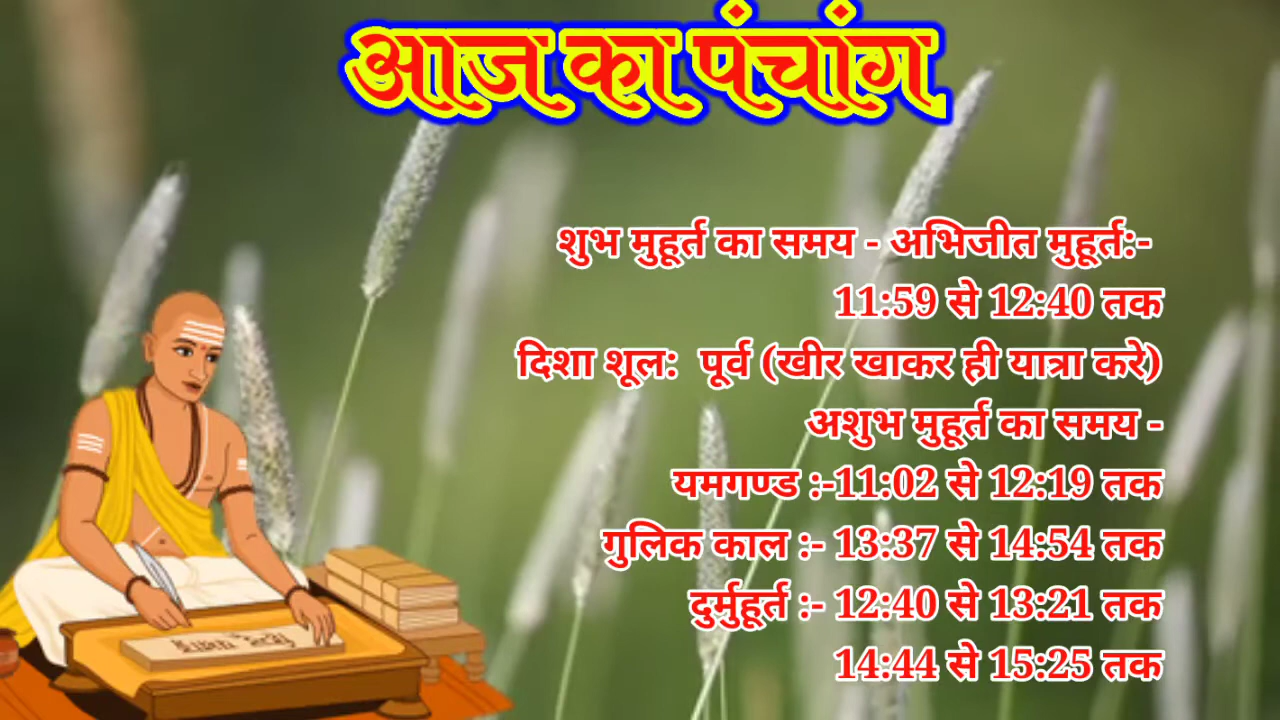 आज का पंचांग
शुभ मुहूर्त का समय - अभिजीत मुहूर्त:-
11:59 से 12:40 तक
दिशा शूल: पूर्व (खीर खाकर ही यात्रा करे)
अशुभ मुहूर्त का समय -
यमगण्ड :-11:02 से 12:19 तक
गुलिक काल :- 13:37 से 14:54 तक
दुर्मुहूर्त :- 12:40 से 13:21 तक
14:44 से 15:25 तक